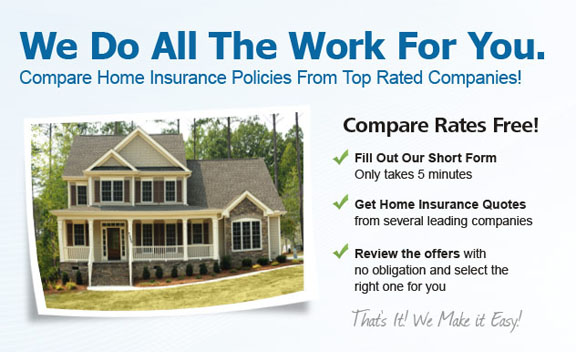 We Do All The Work For You.
Compare Home Insurance Policies From Top Rated Companies!
Compare Rates Free!
Fill Out Our Short Form
Only takes 5 minutes
Get Home Insurance Quotes
from several leading companies
Review the offers with
no obligation and select the
right one for you
That's It! We Make it Easy!